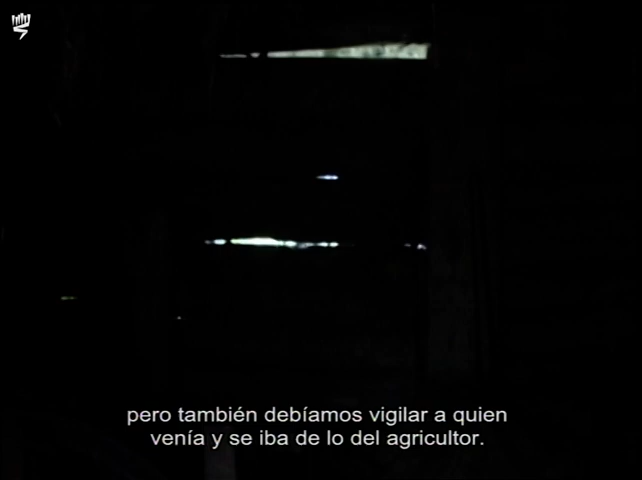 pero también debíamos vigilar a quien
venía y se iba de lo del agricultor.